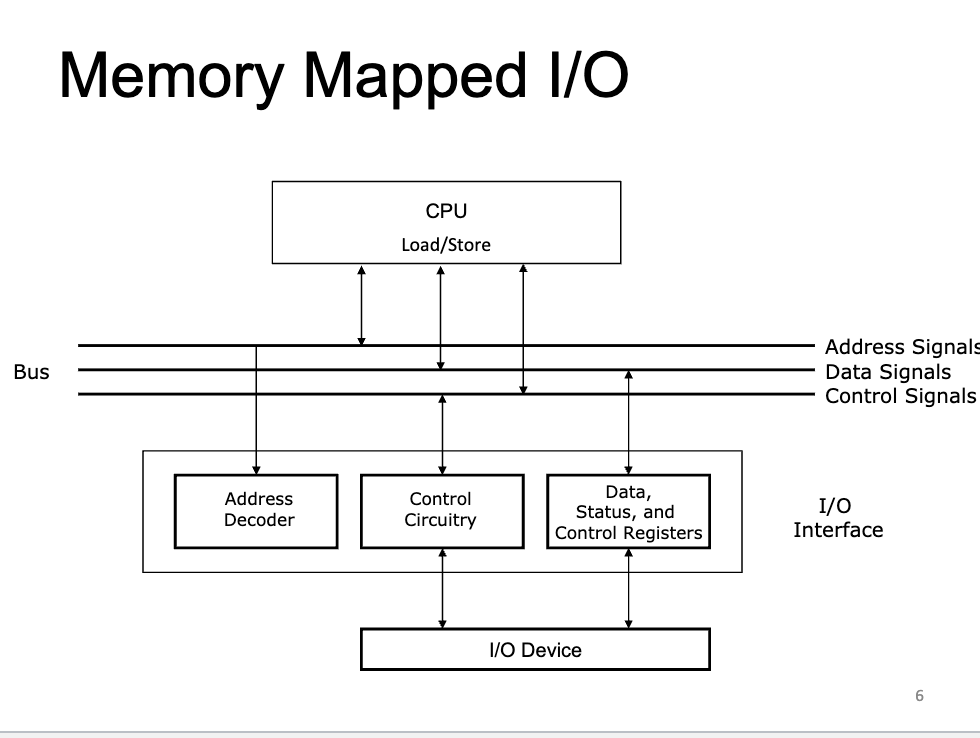 Memory Mapped I/O
CPU
Load/Store
Address Signals
Bus
Data Signals
Control Signals
Address
Decoder
Control
Circuitry
Data,
Status, and
Control Registers
I/O
Interface
I/O Device
6